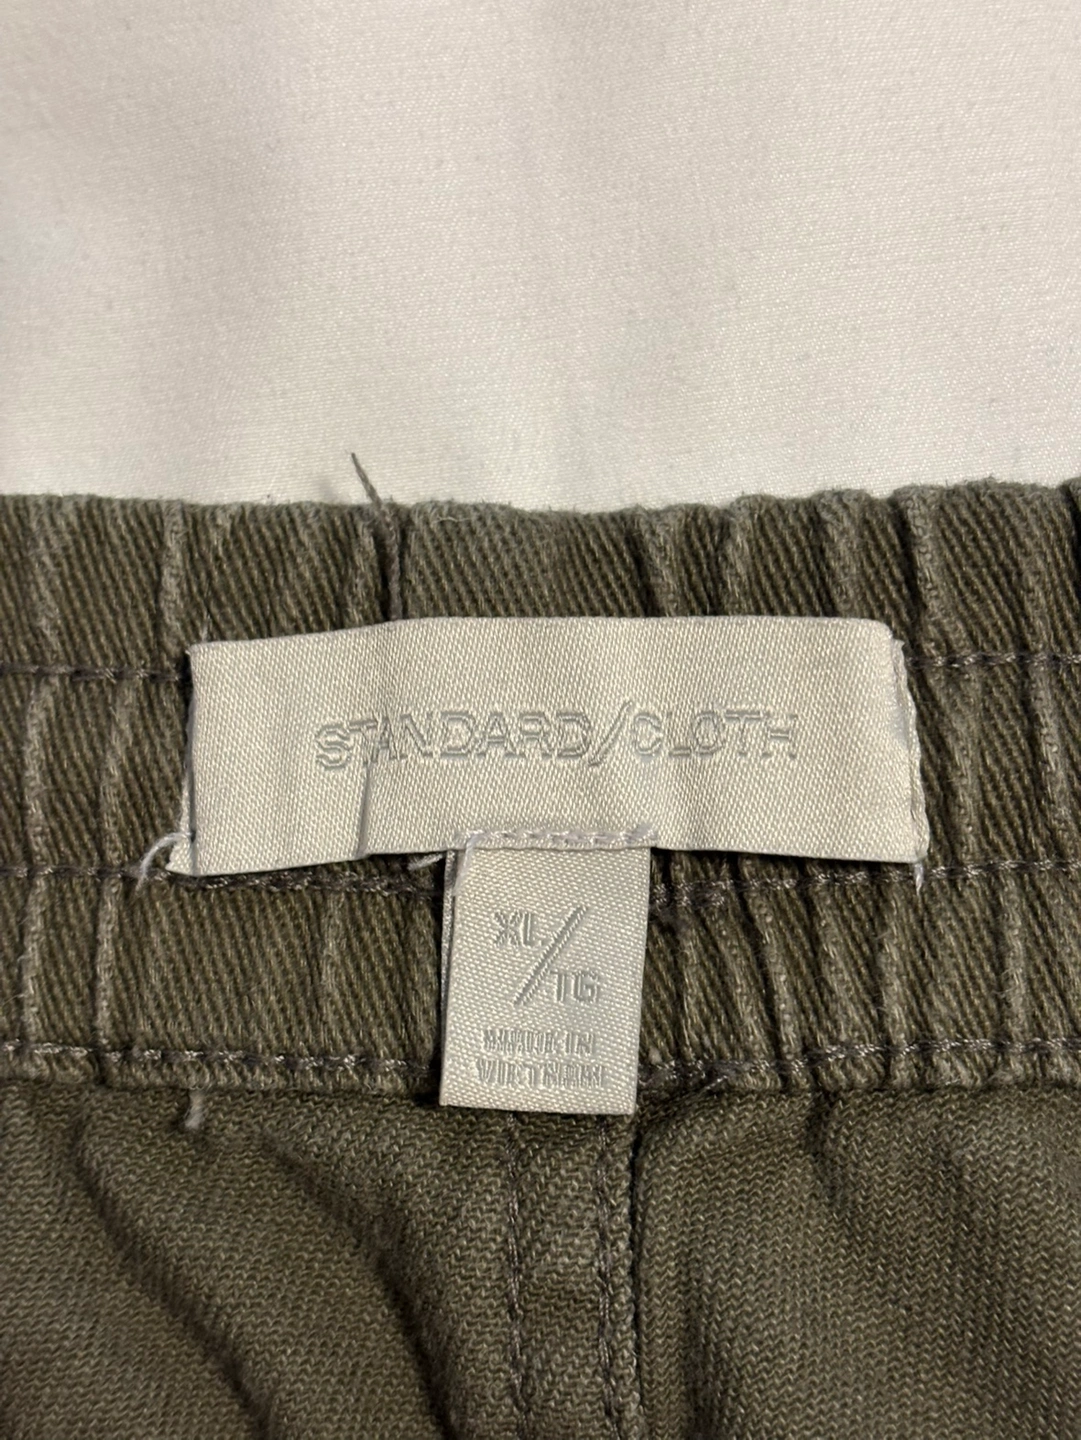 STANDARD/CLOTH
XL/TG
MADE IN
VIETNAM